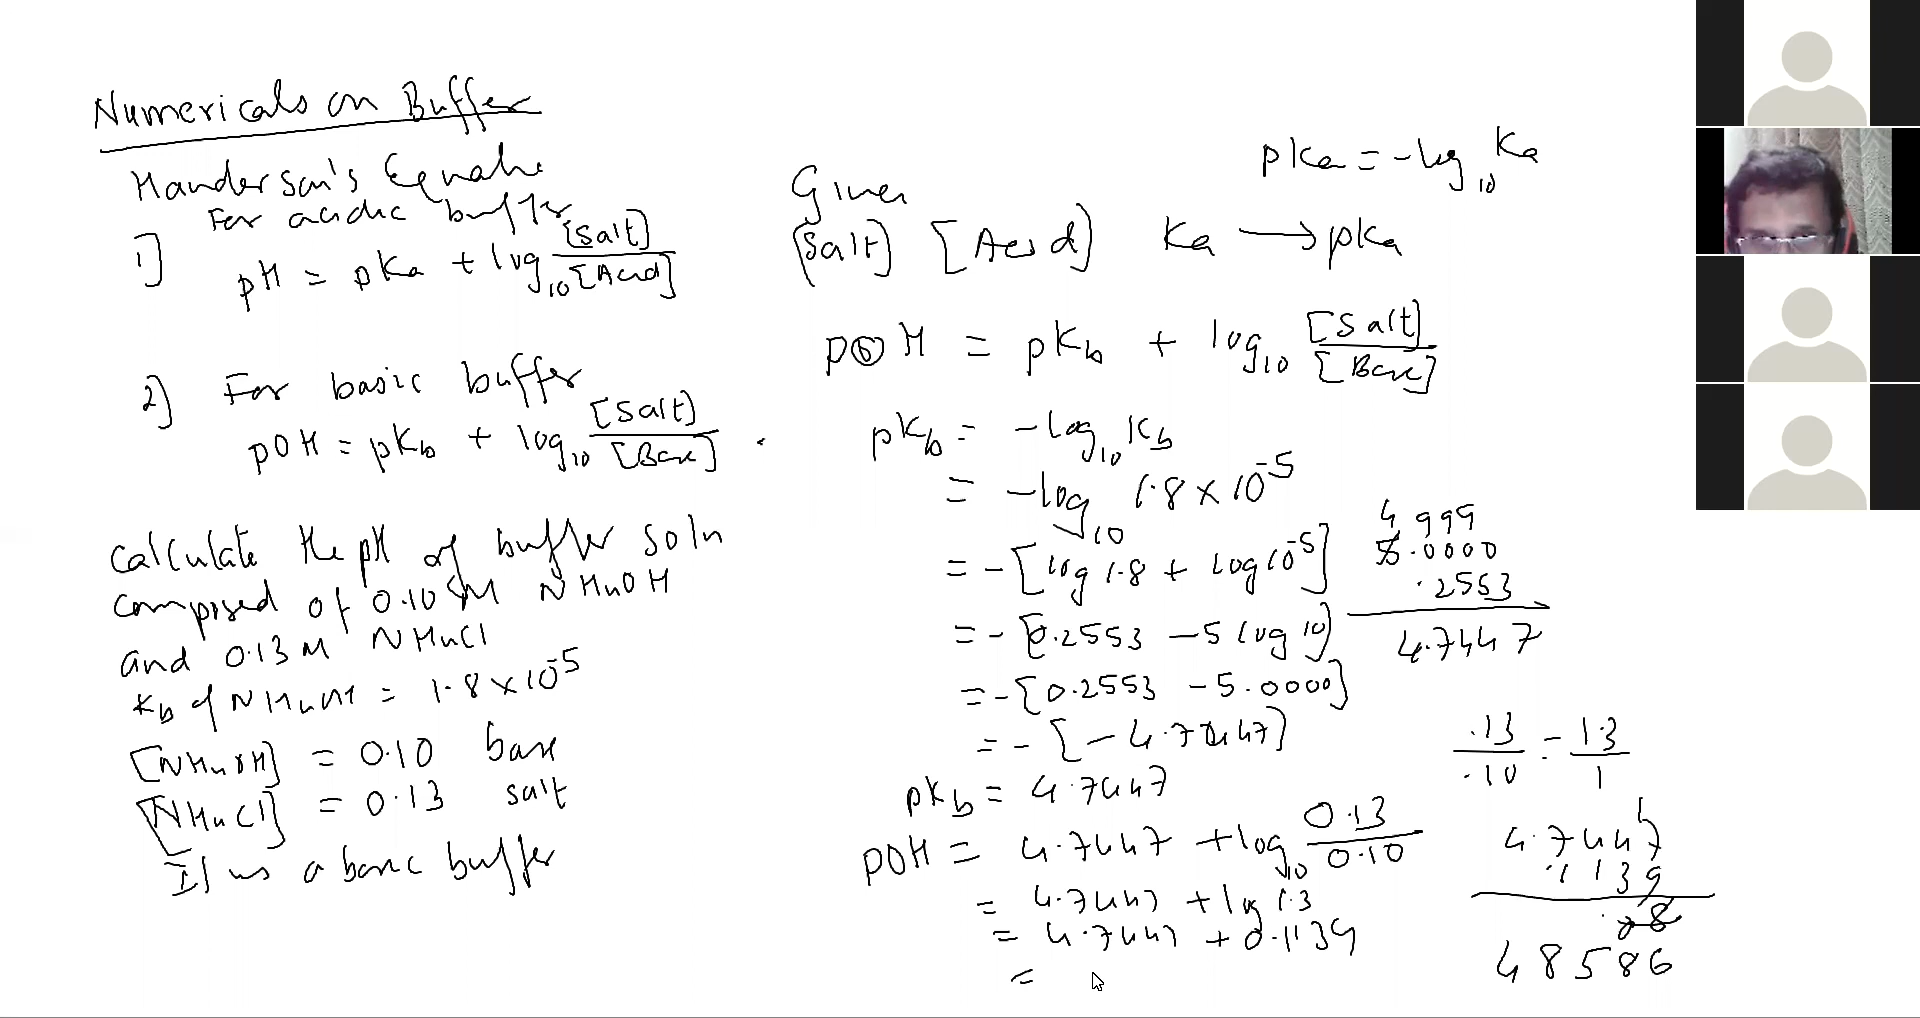 Numericals on Buffer
Handerson's Equatn
For acidic buffer
1] pH = pKa + log10 [Salt]/[Acid]
2] For basic buffer
pOH = pKb + log10 [Salt]/[Base]
Calculate the pH of buffer soln
composed of 0.10 M NH4OH
and 0.13 M NH4Cl
Kb of NH4OH = 1.8 × 10^-5
[NH4OH] = 0.10 base
[NH4Cl] = 0.13 salt
It is a basic buffer
pKa = -log10 Ka
Given
[Salt] [Acid] Ka → pKa
pOH = pKb + log10 [Salt]/[Base]
pKb = -log10 Kb
= -log10 1.8 × 10^-5
= -[log 1.8 + log 10^-5]
= -[0.2553 - 5 log 10]
= -[0.2553 - 5.0000]
= -[-4.7447]
pKb = 4.7447
pOH = 4.7447 + log10 0.13/0.10
= 4.7447 + log 1.3
= 4.7447 + 0.1139
=
4 999
5.0000
.2553
4.7447
.13/.10 = 1.3/1
1
4.7447
.1139
48586